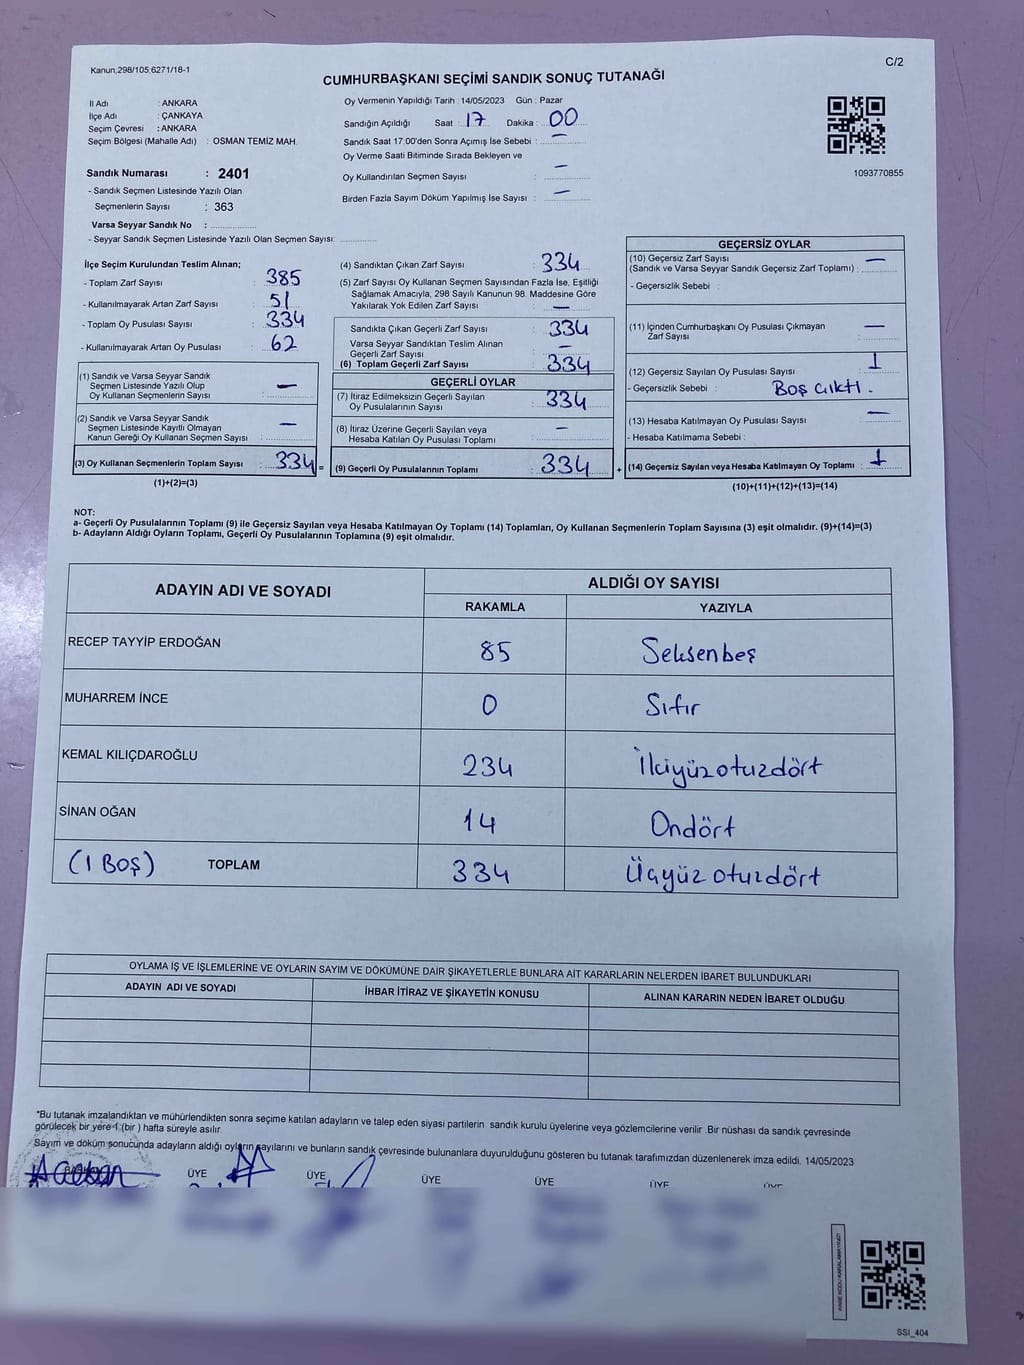 Kanun,298/105;6271/18-1
C/2
CUMHURBAŞKANI SEÇİMİ SANDIK SONUÇ TUTANAĞI
İl Adı : ANKARA
İlçe Adı : ÇANKAYA
Seçim Çevresi : ANKARA
Seçim Bölgesi (Mahalle Adı) : OSMAN TEMİZ MAH.
Sandık Numarası : 2401
- Sandık Seçmen Listesinde Yazılı Olan
Seçmenlerin Sayısı : 363
Varsa Seyyar Sandık No :
- Seyyar Sandık Seçmen Listesinde Yazılı Olan Seçmen Sayısı:
Oy Vermenin Yapıldığı Tarih : 14/05/2023 Gün : Pazar
Sandığın Açıldığı Saat : 17 Dakika : 00
Sandık Saat 17:00'den Sonra Açımış İse Sebebi : —
Oy Verme Saati Bitiminde Sırada Bekleyen ve
Oy Kullandırılan Seçmen Sayısı : —
Birden Fazla Sayım Döküm Yapılmış İse Sayısı : —
1093770855
İlçe Seçim Kurulundan Teslim Alınan;
- Toplam Zarf Sayısı : 385
- Kullanılmayarak Artan Zarf Sayısı : 51
- Toplam Oy Pusulası Sayısı : 334
- Kullanılmayarak Artan Oy Pusulası : 62
(1) Sandık ve Varsa Seyyar Sandık
Seçmen Listesinde Yazılı Olup
Oy Kullanan Seçmenlerin Sayısı : —
(2) Sandık ve Varsa Seyyar Sandık
Seçmen Listesinde Kayıtlı Olmayan
Kanun Gereği Oy Kullanan Seçmen Sayısı : —
(3) Oy Kullanan Seçmenlerin Toplam Sayısı : 334 =
(1)+(2)=(3)
(4) Sandıktan Çıkan Zarf Sayısı : 334
(5) Zarf Sayısı Oy Kullanan Seçmen Sayısından Fazla İse, Eşitliği
Sağlamak Amacıyla, 298 Sayılı Kanunun 98. Maddesine Göre
Yakılarak Yok Edilen Zarf Sayısı : —
Sandıkta Çıkan Geçerli Zarf Sayısı : 334
Varsa Seyyar Sandıktan Teslim Alınan
Geçerli Zarf Sayısı : —
(6) Toplam Geçerli Zarf Sayısı : 334
GEÇERLİ OYLAR
(7) İtiraz Edilmeksizin Geçerli Sayılan
Oy Pusulalarının Sayısı : 334
(8) İtiraz Üzerine Geçerli Sayılan veya
Hesaba Katılan Oy Pusulası Toplamı : —
(9) Geçerli Oy Pusulalarının Toplamı : 334 +
GEÇERSİZ OYLAR
(10) Geçersiz Zarf Sayısı
(Sandık ve Varsa Seyyar Sandık Geçersiz Zarf Toplamı) : —
- Geçersizlik Sebebi :
(11) İçinden Cumhurbaşkanı Oy Pusulası Çıkmayan
Zarf Sayısı : —
(12) Geçersiz Sayılan Oy Pusulası Sayısı : 1
- Geçersizlik Sebebi : Boş çıktı.
(13) Hesaba Katılmayan Oy Pusulası Sayısı : —
- Hesaba Katılmama Sebebi :
(14) Geçersiz Sayılan veya Hesaba Katılmayan Oy Toplamı : 1
(10)+(11)+(12)+(13)=(14)
NOT:
a- Geçerli Oy Pusulalarının Toplamı (9) ile Geçersiz Sayılan veya Hesaba Katılmayan Oy Toplamı (14) Toplamları, Oy Kullanan Seçmenlerin Toplam Sayısına (3) eşit olmalıdır. (9)+(14)=(3)
b- Adayların Aldığı Oyların Toplamı, Geçerli Oy Pusulalarının Toplamına (9) eşit olmalıdır.
ADAYIN ADI VE SOYADI ALDIĞI OY SAYISI
RAKAMLA YAZIYLA
RECEP TAYYİP ERDOĞAN 85 Seksenbeş
MUHARREM İNCE 0 Sıfır
KEMAL KILIÇDAROĞLU 234 İkiyüzotuzdört
SİNAN OĞAN 14 Ondört
(1 BOŞ) TOPLAM 334 Üçyüz otuzdört
OYLAMA İŞ VE İŞLEMLERİNE VE OYLARIN SAYIM VE DÖKÜMÜNE DAİR ŞİKAYETLERLE BUNLARA AİT KARARLARIN NELERDEN İBARET BULUNDUKLARI
ADAYIN ADI VE SOYADI İHBAR İTİRAZ VE ŞİKAYETİN KONUSU ALINAN KARARIN NEDEN İBARET OLDUĞU
*Bu tutanak imzalandıktan ve mühürlendikten sonra seçime katılan adayların ve talep eden siyasi partilerin sandık kurulu üyelerine veya gözlemcilerine verilir .Bir nüshası da sandık çevresinde
görülecek bir yere 1 (bir ) hafta süreyle asılır.
Sayım ve döküm sonucunda adayların aldığı oyların sayılarını ve bunların sandık çevresinde bulunanlara duyurulduğunu gösteren bu tutanak tarafımızdan düzenlenerek imza edildi. 14/05/2023
BAŞKAN ÜYE ÜYE ÜYE ÜYE ÜYE ÜYE
SSI_404